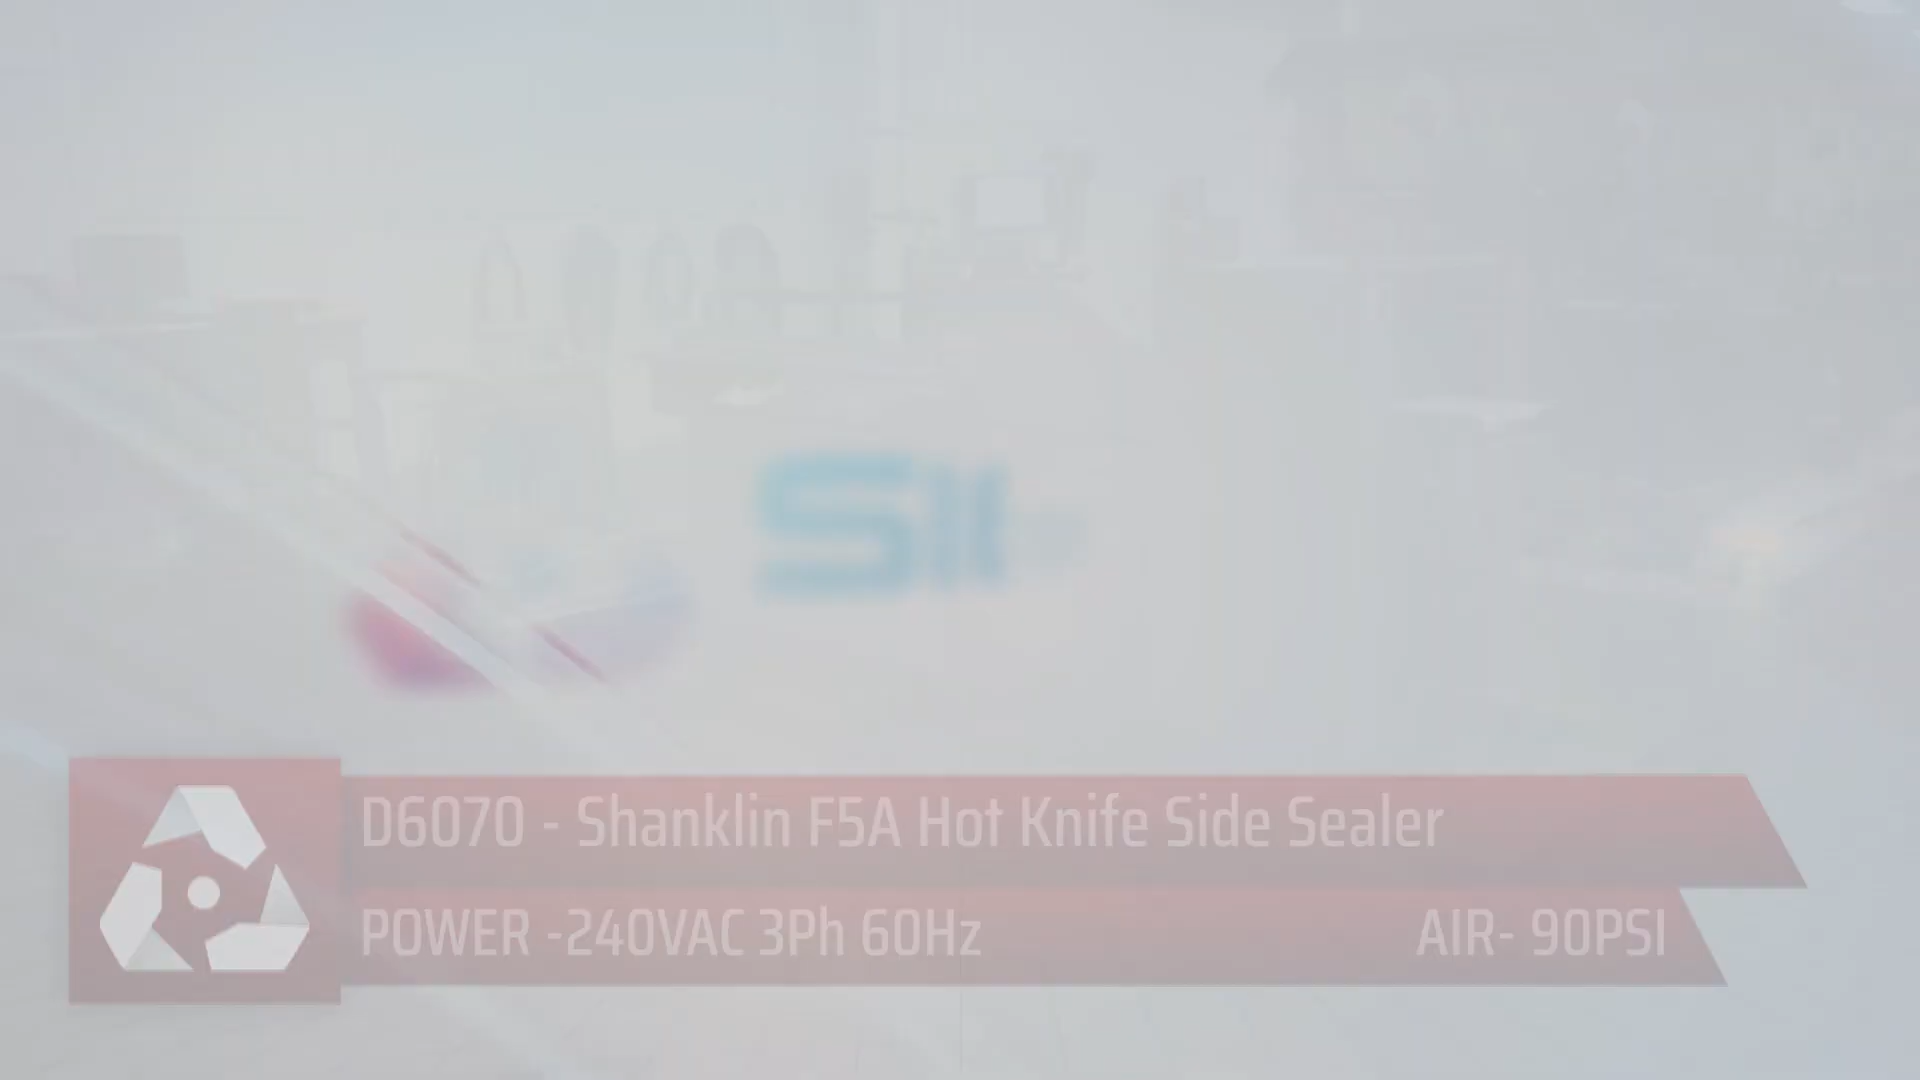 D6070 - Shanklin F5A Hot Knife Side Sealer
POWER -240VAC 3Ph 60Hz
AIR- 90PSI